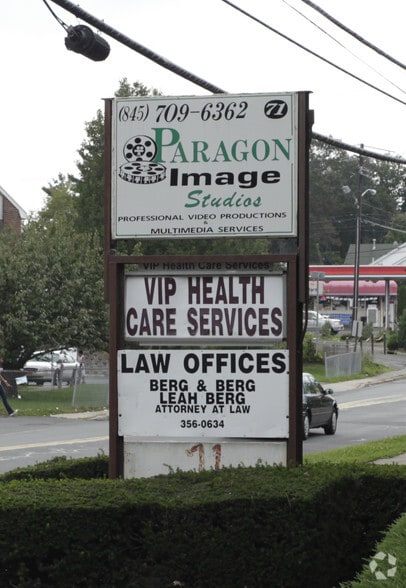 (845) 709-6362 71
PARAGON
Image
Studios
PROFESSIONAL VIDEO PRODUCTIONS
&
MULTIMEDIA SERVICES
VIP Health Care Services
VIP HEALTH
CARE SERVICES
LAW OFFICES
BERG & BERG
LEAH BERG
ATTORNEY AT LAW
356-0634
71